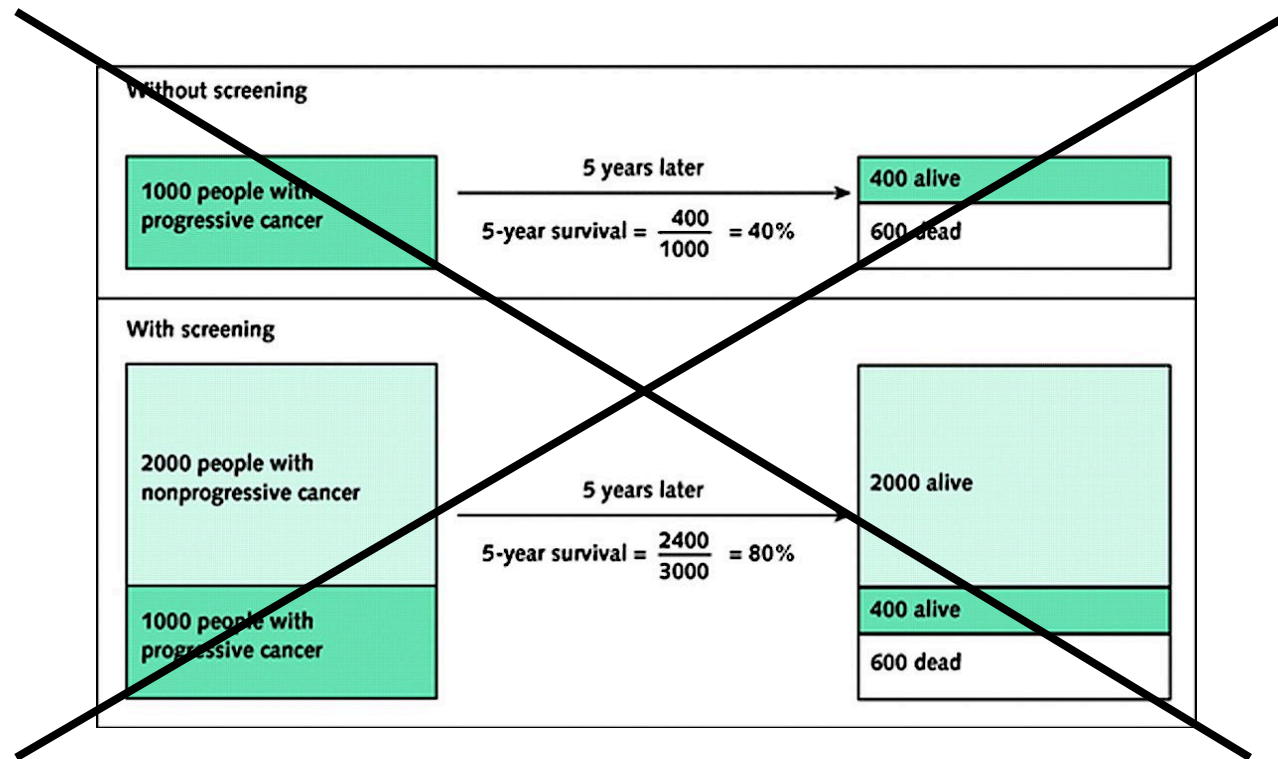 Without screening
1000 people with
progressive cancer
5 years later
5-year survival = 400/1000 = 40%
400 alive
600 dead
With screening
2000 people with
nonprogressive cancer
1000 people with
progressive cancer
5 years later
5-year survival = 2400/3000 = 80%
2000 alive
400 alive
600 dead